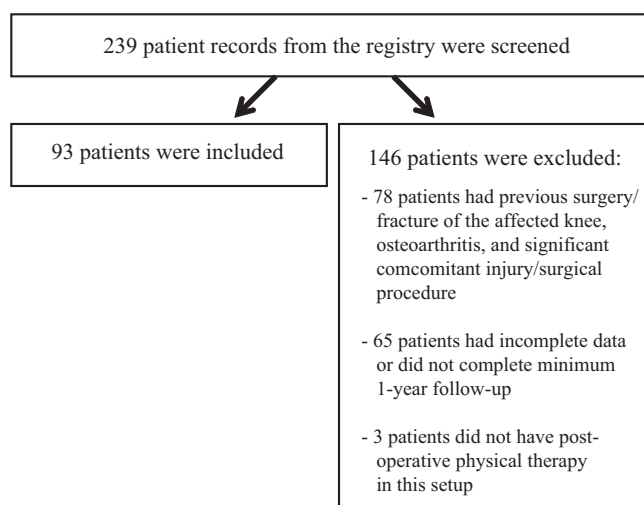 239 patient records from the registry were screened
93 patients were included
146 patients were excluded:
- 78 patients had previous surgery/
fracture of the affected knee,
osteoarthritis, and significant
comcomitant injury/surgical
procedure
- 65 patients had incomplete data
or did not complete minimum
1-year follow-up
- 3 patients did not have post-
operative physical therapy
in this setup